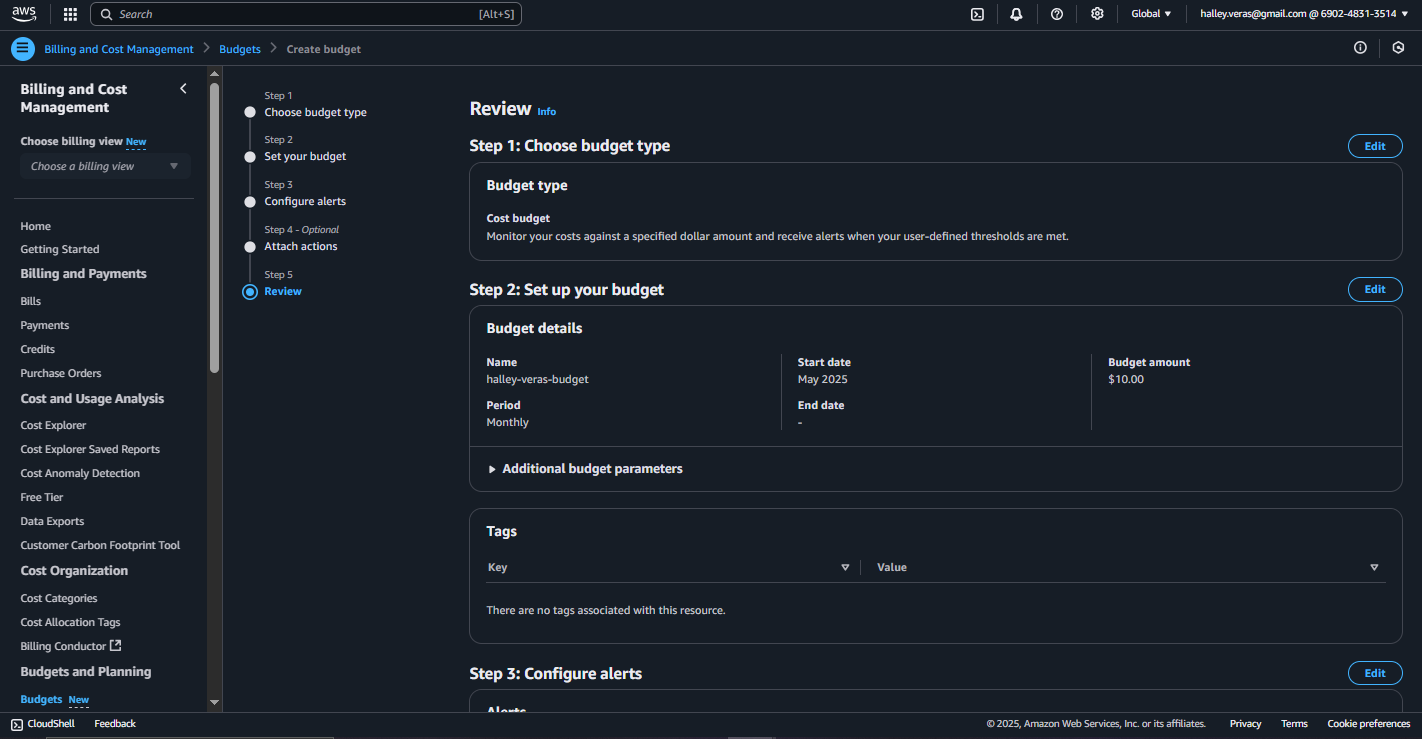 aws
Search [Alt+S]
Global
halley.veras@gmail.com @ 6902-4831-3514
Billing and Cost Management
Budgets
Create budget
Billing and Cost
Management
Choose billing view New
Choose a billing view
Home
Getting Started
Billing and Payments
Bills
Payments
Credits
Purchase Orders
Cost and Usage Analysis
Cost Explorer
Cost Explorer Saved Reports
Cost Anomaly Detection
Free Tier
Data Exports
Customer Carbon Footprint Tool
Cost Organization
Cost Categories
Cost Allocation Tags
Billing Conductor
Budgets and Planning
Budgets New
Step 1
Choose budget type
Step 2
Set your budget
Step 3
Configure alerts
Step 4 - Optional
Attach actions
Step 5
Review
Review Info
Step 1: Choose budget type
Edit
Budget type
Cost budget
Monitor your costs against a specified dollar amount and receive alerts when your user-defined thresholds are met.
Step 2: Set up your budget
Edit
Budget details
Name
halley-veras-budget
Period
Monthly
Start date
May 2025
End date
-
Budget amount
$10.00
Additional budget parameters
Tags
Key
Value
There are no tags associated with this resource.
Step 3: Configure alerts
Edit
Alerts
CloudShell
Feedback
© 2025, Amazon Web Services, Inc. or its affiliates.
Privacy
Terms
Cookie preferences